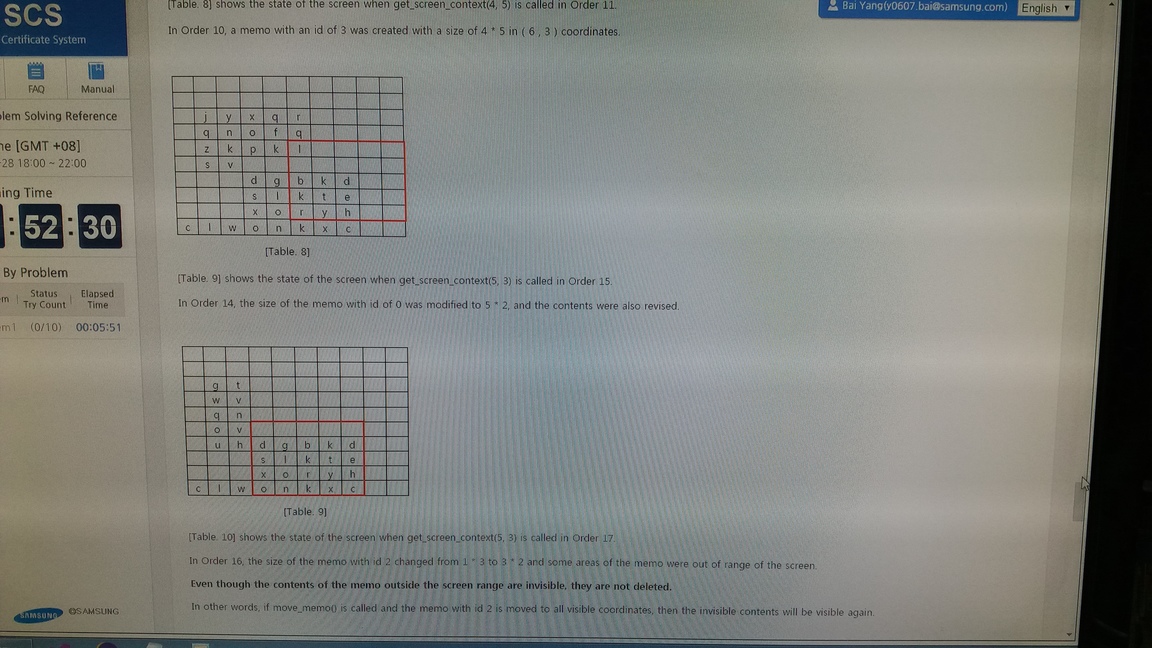 SCS
Certificate System
FAQ
Manual
lem Solving Reference
ne [GMT +08]
-28 18:00 ~ 22:00
ing Time
: 52 : 30
By Problem
m Status Try Count Elapsed Time
m1 (0/10) 00:05:51
SAMSUNG ©SAMSUNG
Bai Yang(y0607.bai@samsung.com) English ▼
[Table. 8] shows the state of the screen when get_screen_context(4, 5) is called in Order 11.
In Order 10, a memo with an id of 3 was created with a size of 4 * 5 in ( 6 , 3 ) coordinates.
j y x q r
q n o f q
z k p k l
s v
d g b k d
s l k t e
x o r y h
c l w o n k x c
[Table. 8]
[Table. 9] shows the state of the screen when get_screen_context(5, 3) is called in Order 15.
In Order 14, the size of the memo with id of 0 was modified to 5 * 2, and the contents were also revised.
g t
w v
q n
o v
u h d g b k d
s l k t e
x o r y h
c l w o n k x c
[Table. 9]
[Table. 10] shows the state of the screen when get_screen_context(5, 3) is called in Order 17.
In Order 16, the size of the memo with id 2 changed from 1 * 3 to 3 * 2 and some areas of the memo were out of range of the screen.
Even though the contents of the memo outside the screen range are invisible, they are not deleted.
In other words, if move_memo() is called and the memo with id 2 is moved to all visible coordinates, then the invisible contents will be visible again.